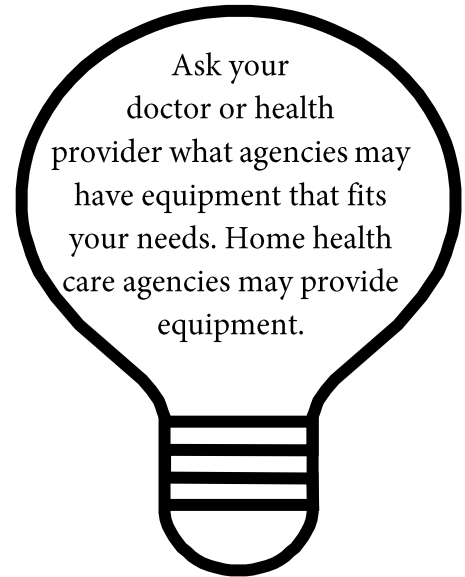 Ask your
doctor or health
provider what agencies may
have equipment that fits
your needs. Home health
care agencies may provide
equipment.